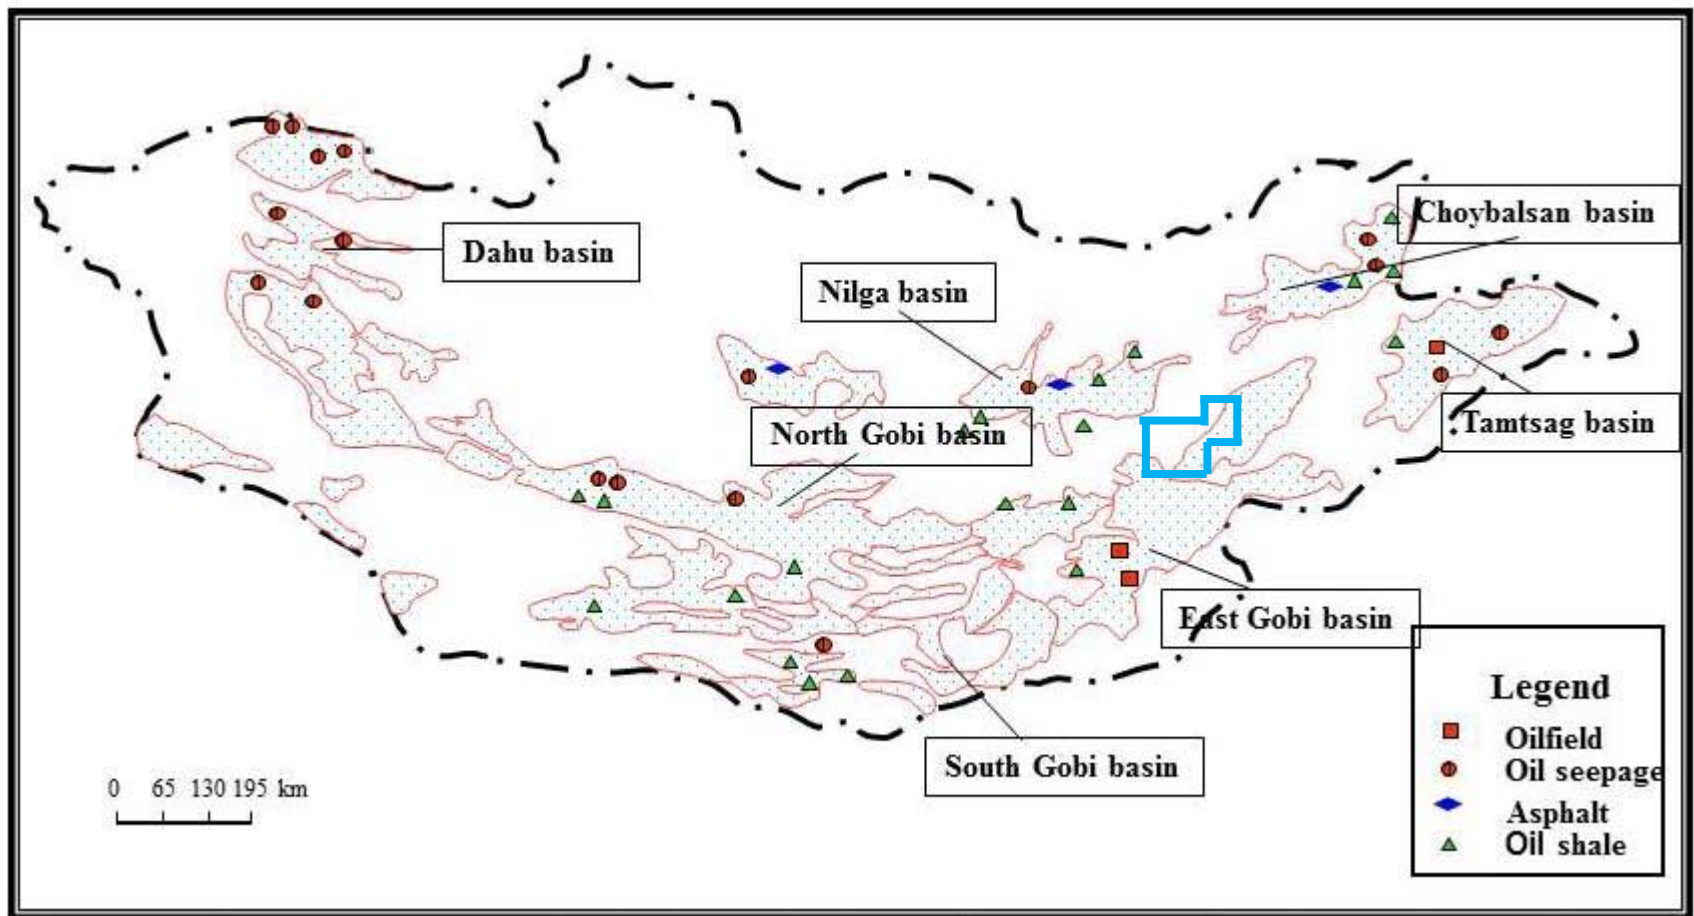 Choybalsan basin
Dahu basin
Nilga basin
Tamtsag basin
North Gobi basin
East Gobi basin
South Gobi basin
Legend
Oilfield
Oil seepage
Asphalt
Oil shale
0 65 130 195 km